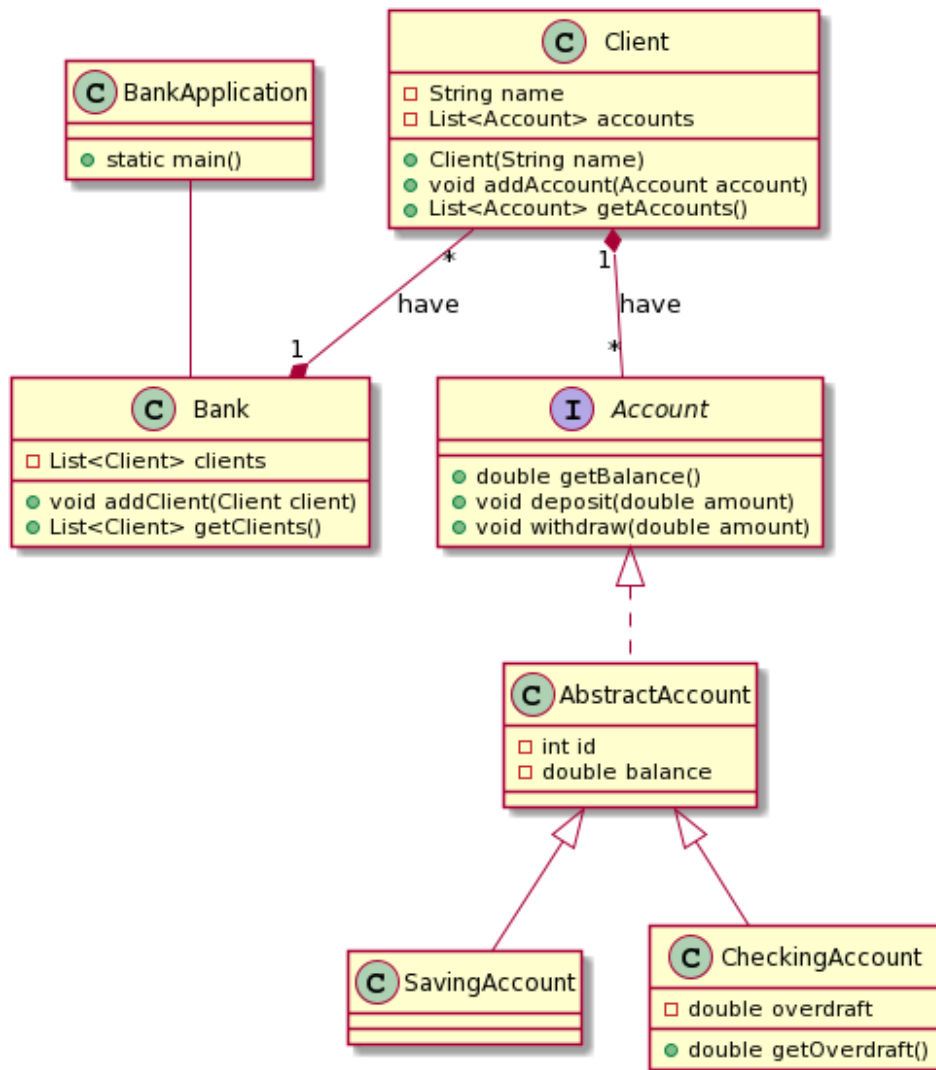 C Client
String name
List<Account> accounts
Client(String name)
void addAccount(Account account)
List<Account> getAccounts()
C BankApplication
static main()
*
1
have
have
1
*
C Bank
List<Client> clients
void addClient(Client client)
List<Client> getClients()
I Account
double getBalance()
void deposit(double amount)
void withdraw(double amount)
C AbstractAccount
int id
double balance
C SavingAccount
C CheckingAccount
double overdraft
double getOverdraft()